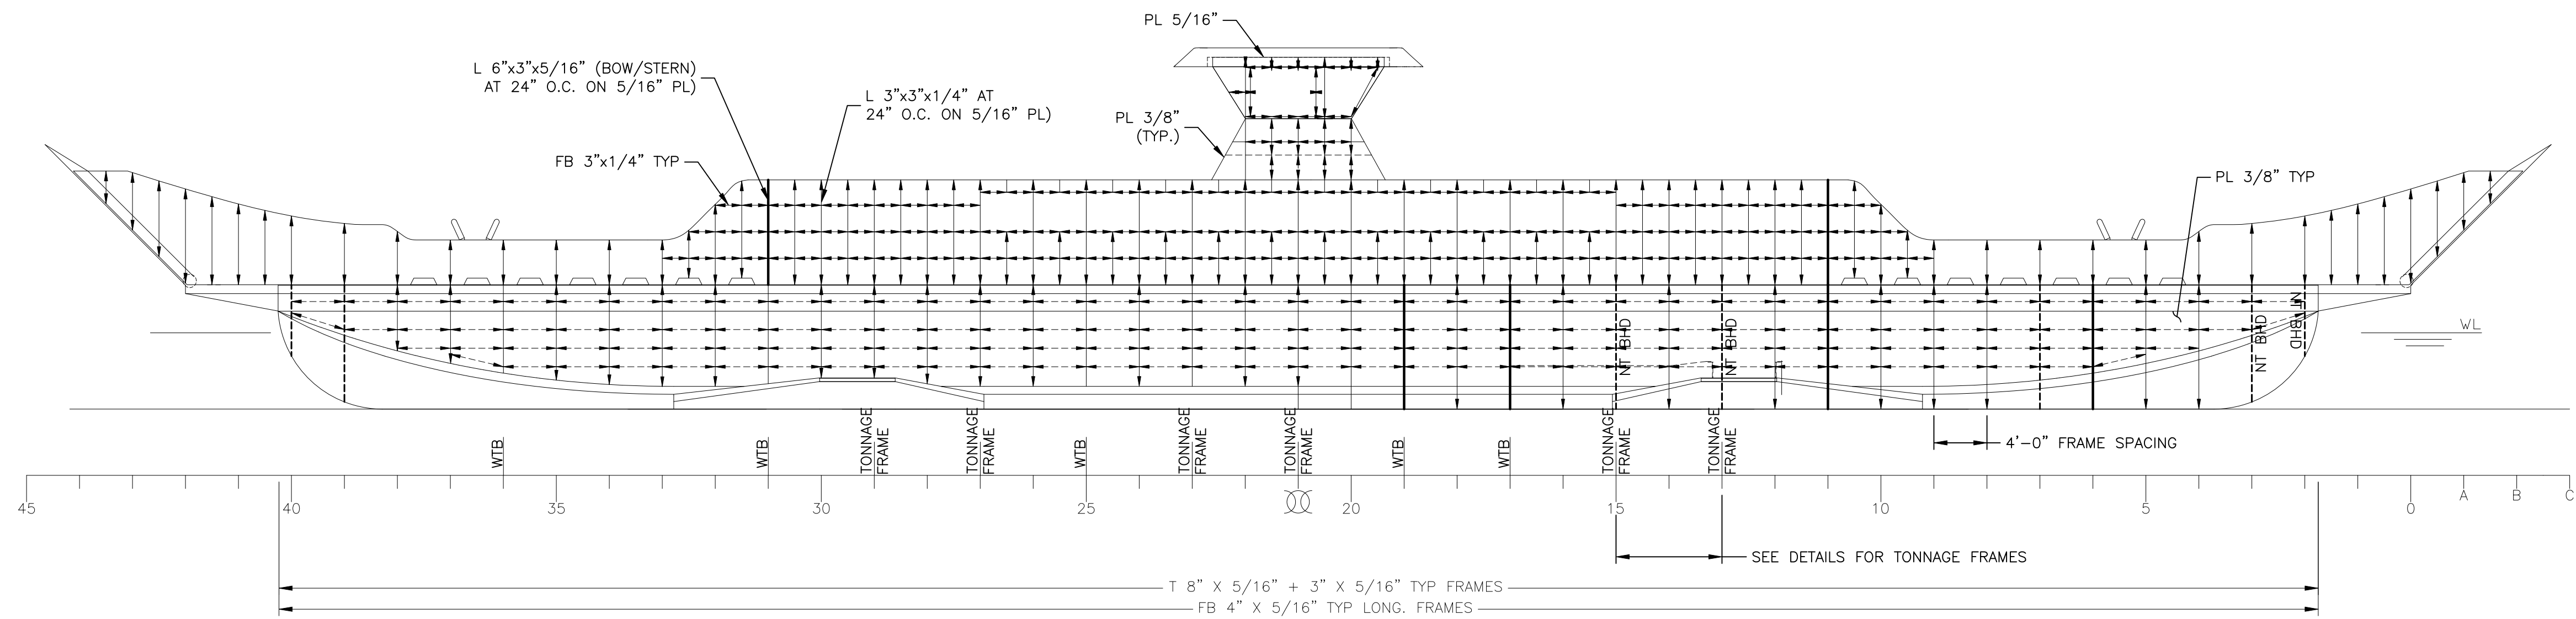 PL 5/16”
L 6”x3”x5/16” (BOW/STERN)
AT 24” O.C. ON 5/16” PL)
L 3”x3”x1/4” AT
24” O.C. ON 5/16” PL)
PL 3/8”
(TYP.)
FB 3”x1/4” TYP
PL 3/8” TYP
NT BHD
NT BHD
NT BHD
NT BHD
WL
WTB
WTB
TONNAGE
FRAME
TONNAGE
FRAME
WTB
TONNAGE
FRAME
TONNAGE
FRAME
WTB
WTB
TONNAGE
FRAME
TONNAGE
FRAME
4’-0” FRAME SPACING
45
40
35
30
25
20
15
10
5
0
A
B
C
SEE DETAILS FOR TONNAGE FRAMES
T 8” X 5/16” + 3” X 5/16” TYP FRAMES
FB 4” X 5/16” TYP LONG. FRAMES